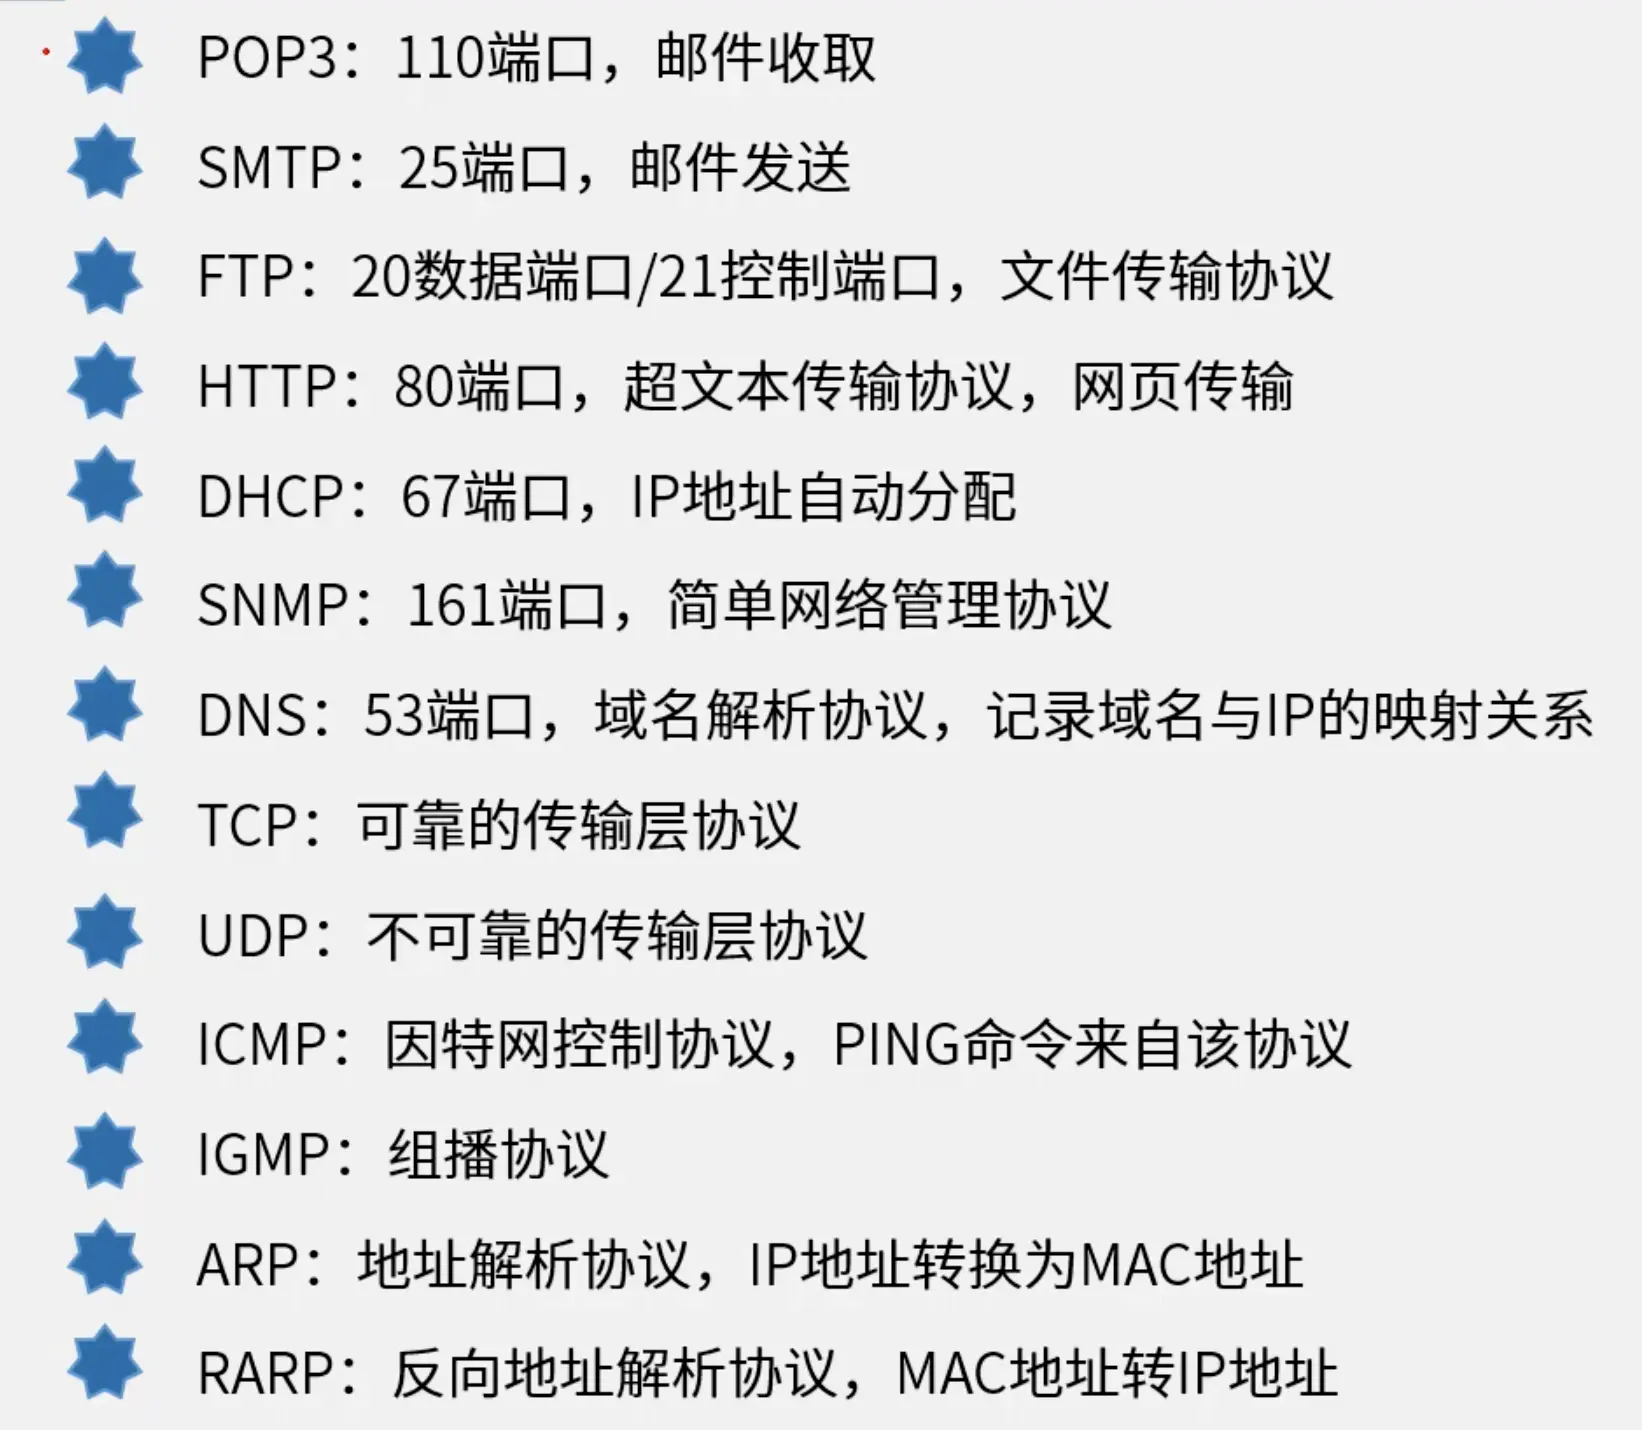 POP3：110端口，邮件收取
SMTP：25端口，邮件发送
FTP：20数据端口/21控制端口，文件传输协议
HTTP：80端口，超文本传输协议，网页传输
DHCP：67端口，IP地址自动分配
SNMP：161端口，简单网络管理协议
DNS：53端口，域名解析协议，记录域名与IP的映射关系
TCP：可靠的传输层协议
UDP：不可靠的传输层协议
ICMP：因特网控制协议，PING命令来自该协议
IGMP：组播协议
ARP：地址解析协议，IP地址转换为MAC地址
RARP：反向地址解析协议，MAC地址转IP地址